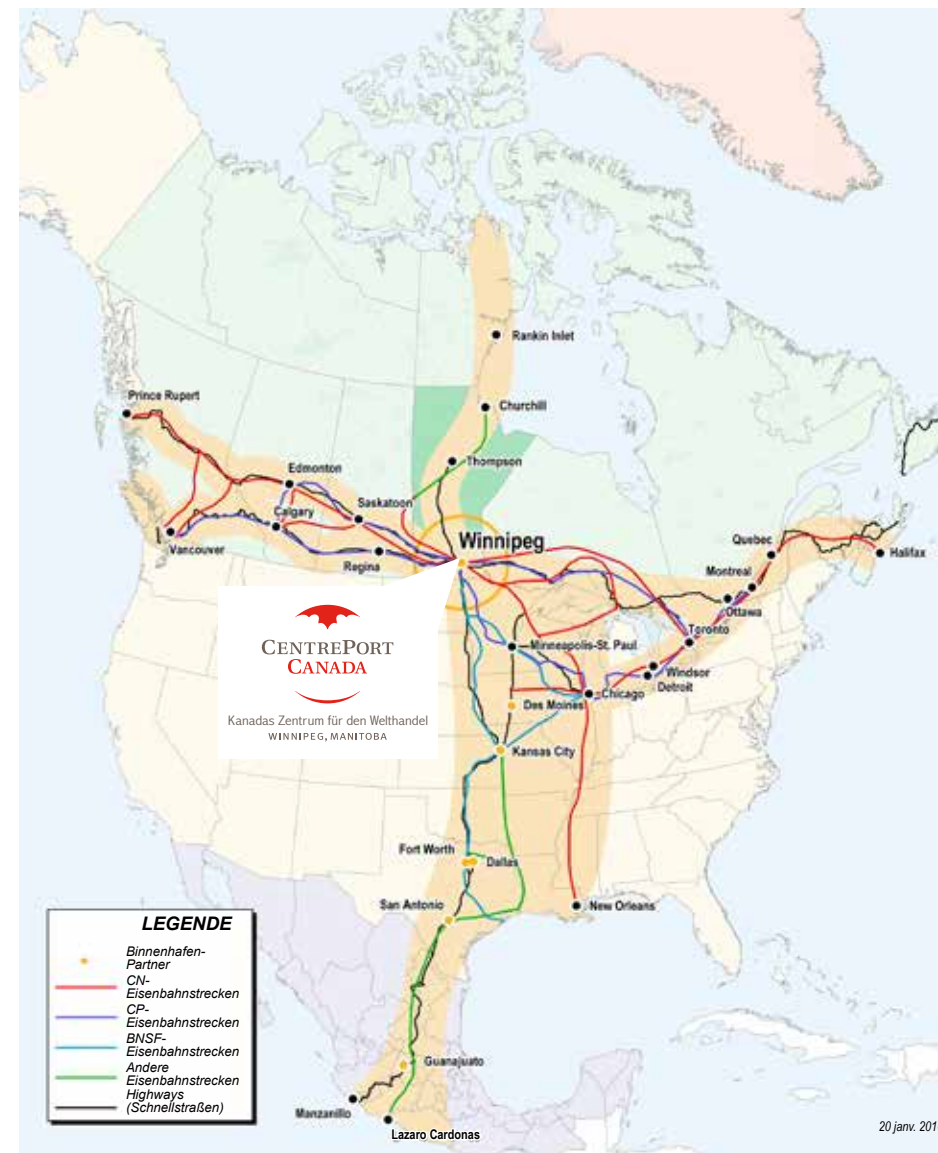 Rankin Inlet
Prince Rupert
Churchill
Thompson
Edmonton
Saskatoon
Calgary
Winnipeg
Vancouver
Regina
Quebec
Halifax
Montreal
Ottawa
Toronto
CENTREPORT
CANADA
Kanadas Zentrum für den Welthandel
WINNIPEG, MANITOBA
Minneapolis-St. Paul
Windsor
Detroit
Chicago
Des Moines
Kansas City
Fort Worth
Dallas
San Antonio
New Orleans
LEGENDE
Binnenhafen-
Partner
CN-
Eisenbahnstrecken
CP-
Eisenbahnstrecken
BNSF-
Eisenbahnstrecken
Andere
Eisenbahnstrecken
Highways
(Schnellstraßen)
Guanajuato
Manzanillo
Lazaro Cardonas
20 janv. 201